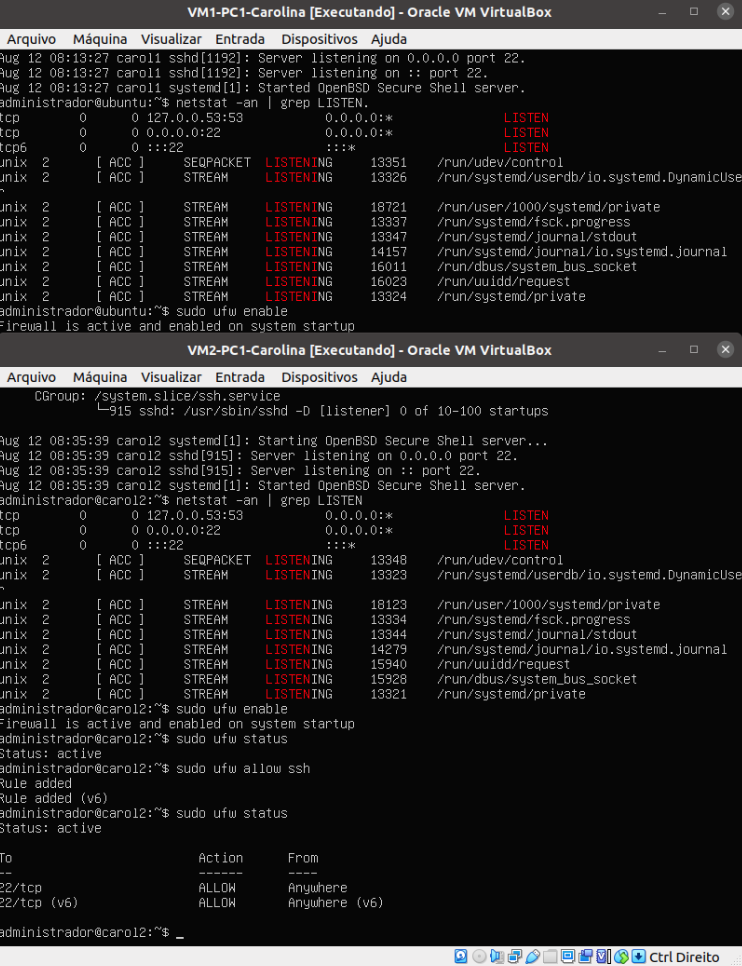 VM1-PC1-Carolina [Executando] - Oracle VM VirtualBox
Arquivo Máquina Visualizar Entrada Dispositivos Ajuda
Aug 12 08:13:27 carol1 sshd[1192]: Server listening on 0.0.0.0 port 22.
Aug 12 08:13:27 carol1 sshd[1192]: Server listening on :: port 22.
Aug 12 08:13:27 carol1 systemd[1]: Started OpenBSD Secure Shell server.
administrador@ubuntu:~$ netstat -an | grep LISTEN.
tcp 0 0 127.0.0.53:53 0.0.0.0:* LISTEN
tcp 0 0 0.0.0.0:22 0.0.0.0:* LISTEN
tcp6 0 0 :::22 :::* LISTEN
unix 2 [ ACC ] SEQPACKET LISTENING 13351 /run/udev/control
unix 2 [ ACC ] STREAM LISTENING 13326 /run/systemd/userdb/io.systemd.DynamicUse
r
unix 2 [ ACC ] STREAM LISTENING 18721 /run/user/1000/systemd/private
unix 2 [ ACC ] STREAM LISTENING 13337 /run/systemd/fsck.progress
unix 2 [ ACC ] STREAM LISTENING 13347 /run/systemd/journal/stdout
unix 2 [ ACC ] STREAM LISTENING 14157 /run/systemd/journal/io.systemd.journal
unix 2 [ ACC ] STREAM LISTENING 16011 /run/dbus/system_bus_socket
unix 2 [ ACC ] STREAM LISTENING 16023 /run/uuidd/request
unix 2 [ ACC ] STREAM LISTENING 13324 /run/systemd/private
administrador@ubuntu:~$ sudo ufw enable
Firewall is active and enabled on system startup
VM2-PC1-Carolina [Executando] - Oracle VM VirtualBox
Arquivo Máquina Visualizar Entrada Dispositivos Ajuda
CGroup: /system.slice/ssh.service
└─915 sshd: /usr/sbin/sshd -D [listener] 0 of 10-100 startups
Aug 12 08:35:39 carol2 systemd[1]: Starting OpenBSD Secure Shell server...
Aug 12 08:35:39 carol2 sshd[915]: Server listening on 0.0.0.0 port 22.
Aug 12 08:35:39 carol2 sshd[915]: Server listening on :: port 22.
Aug 12 08:35:39 carol2 systemd[1]: Started OpenBSD Secure Shell server.
administrador@carol2:~$ netstat -an | grep LISTEN
tcp 0 0 127.0.0.53:53 0.0.0.0:* LISTEN
tcp 0 0 0.0.0.0:22 0.0.0.0:* LISTEN
tcp6 0 0 :::22 :::* LISTEN
unix 2 [ ACC ] SEQPACKET LISTENING 13348 /run/udev/control
unix 2 [ ACC ] STREAM LISTENING 13323 /run/systemd/userdb/io.systemd.DynamicUse
r
unix 2 [ ACC ] STREAM LISTENING 18123 /run/user/1000/systemd/private
unix 2 [ ACC ] STREAM LISTENING 13334 /run/systemd/fsck.progress
unix 2 [ ACC ] STREAM LISTENING 13344 /run/systemd/journal/stdout
unix 2 [ ACC ] STREAM LISTENING 14279 /run/systemd/journal/io.systemd.journal
unix 2 [ ACC ] STREAM LISTENING 15940 /run/uuidd/request
unix 2 [ ACC ] STREAM LISTENING 15928 /run/dbus/system_bus_socket
unix 2 [ ACC ] STREAM LISTENING 13321 /run/systemd/private
administrador@carol2:~$ sudo ufw enable
Firewall is active and enabled on system startup
administrador@carol2:~$ sudo ufw status
Status: active
administrador@carol2:~$ sudo ufw allow ssh
Rule added
Rule added (v6)
administrador@carol2:~$ sudo ufw status
Status: active
To Action From
-- ------ ----
22/tcp ALLOW Anywhere
22/tcp (v6) ALLOW Anywhere (v6)
administrador@carol2:~$ _
Ctrl Direito